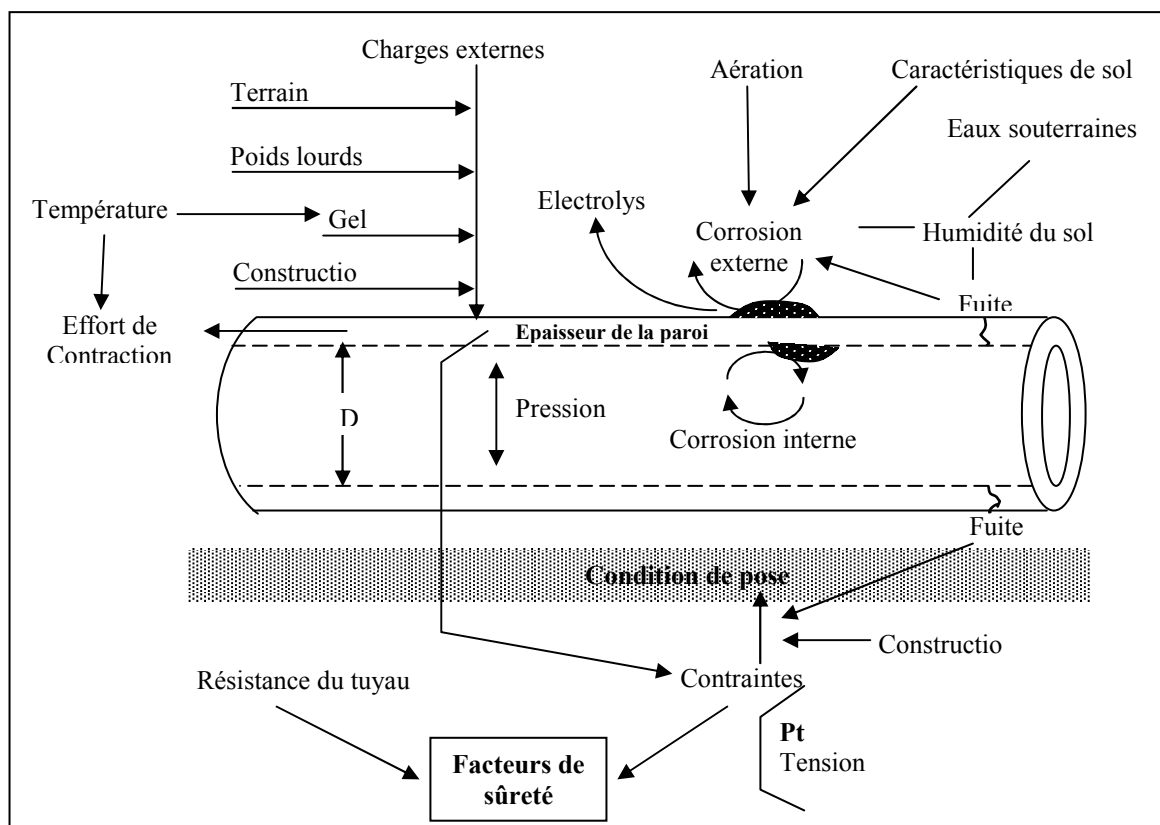 Charges externes
Aération
Caractéristiques de sol
Terrain
Eaux souterraines
Poids lourds
Electrolys
Température
Gel
Corrosion
externe
Humidité du sol
Constructio
Fuite
Effort de
Contraction
Epaisseur de la paroi
D
Pression
Corrosion interne
Fuite
Condition de pose
Constructio
Résistance du tuyau
Contraintes
Pt
Tension
Facteurs de
sûreté